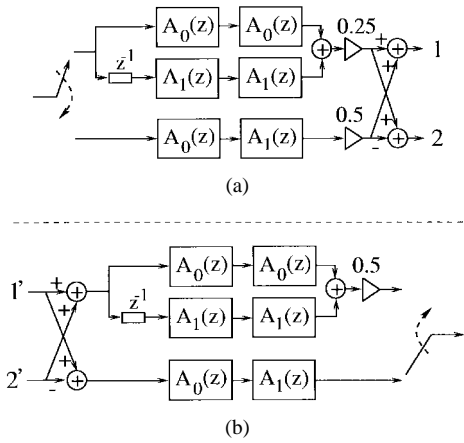 A₀(z) A₀(z) 0.25
+ + 1
z⁻¹ A₁(z) A₁(z) +
0.5 +
A₀(z) A₁(z) - 2
(a)
A₀(z) A₀(z) 0.5
1' + +
z⁻¹ A₁(z) A₁(z)
+ +
2' - A₀(z) A₁(z)
(b)